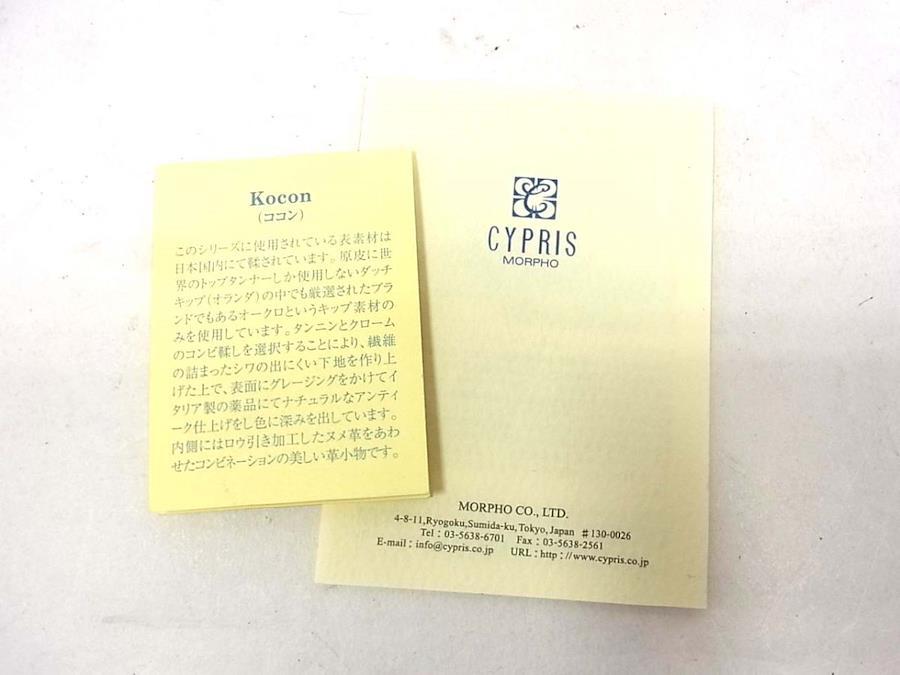 Kocon
(ココン)
このシリーズに使用されている表素材は
日本国内にて鞣されています。原皮に世
界のトップタンナーしか使用しないダッチ
キップ(オランダ)の中でも厳選されたブラ
ンドでもあるオークロというキップ素材の
みを使用しています。タンニンとクローム
のコンビ鞣しを選択することにより、繊維
の詰まったシワの出にくい下地を作り上
げた上で、表面にグレージングをかけてイ
タリア製の薬品にてナチュラルなアンティ
ーク仕上げをし色に深みを出しています。
内側にはロウ引き加工したヌメ革をあわ
せたコンビネーションの美しい革小物です。
CYPRIS
MORPHO
MORPHO CO., LTD.
4-8-11,Ryogoku,Sumida-ku,Tokyo,Japan #130-0026
Tel : 03-5638-6701 Fax : 03-5638-2561
E-mail : info@cypris.co.jp URL : http : //www.cypris.co.jp